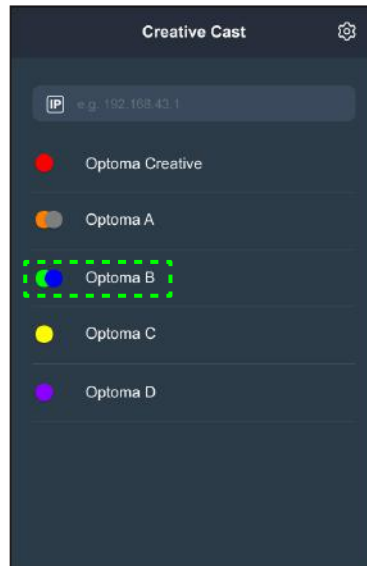 Creative Cast
IP e.g. 192.168.43.1
Optoma Creative
Optoma A
Optoma B
Optoma C
Optoma D